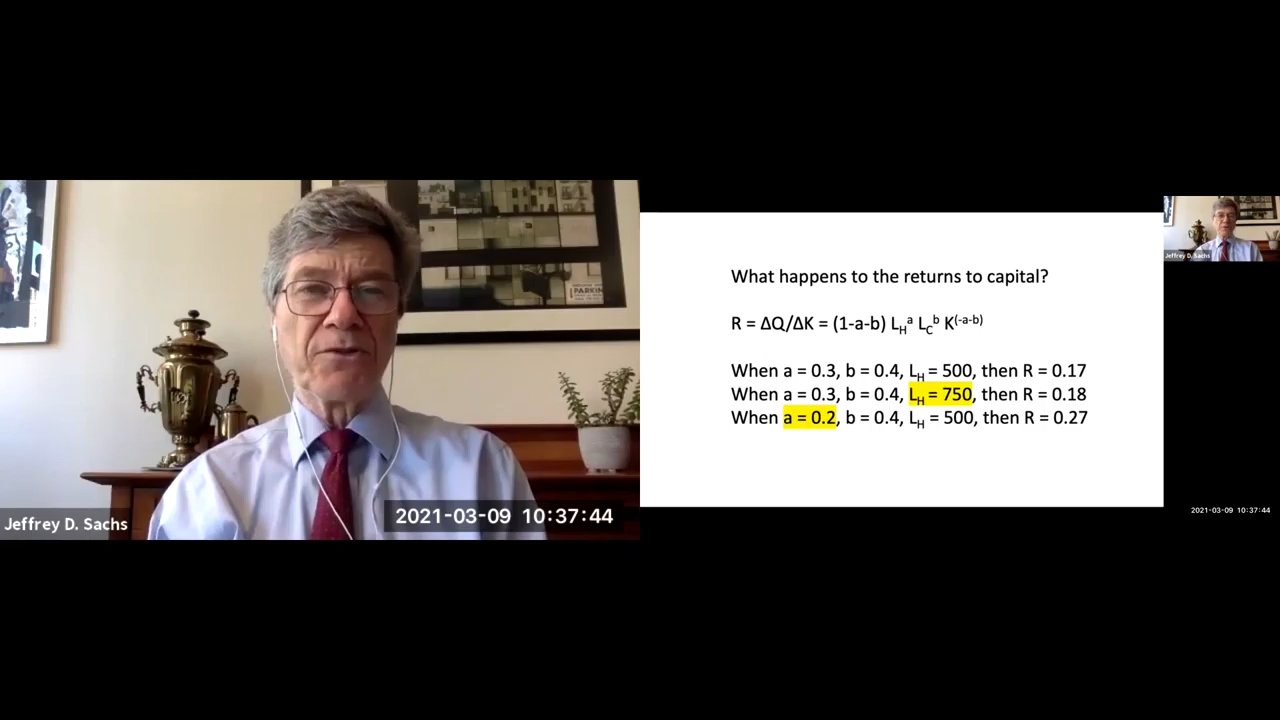 PARKIN
Jeffrey D. Sachs
2021-03-09 10:37:44
What happens to the returns to capital?
R = ΔQ/ΔK = (1-a-b) L_H^a L_C^b K^(-a-b)
When a = 0.3, b = 0.4, L_H = 500, then R = 0.17
When a = 0.3, b = 0.4, L_H = 750, then R = 0.18
When a = 0.2, b = 0.4, L_H = 500, then R = 0.27
Jeffrey D. Sachs
2021-03-09 10:37:44